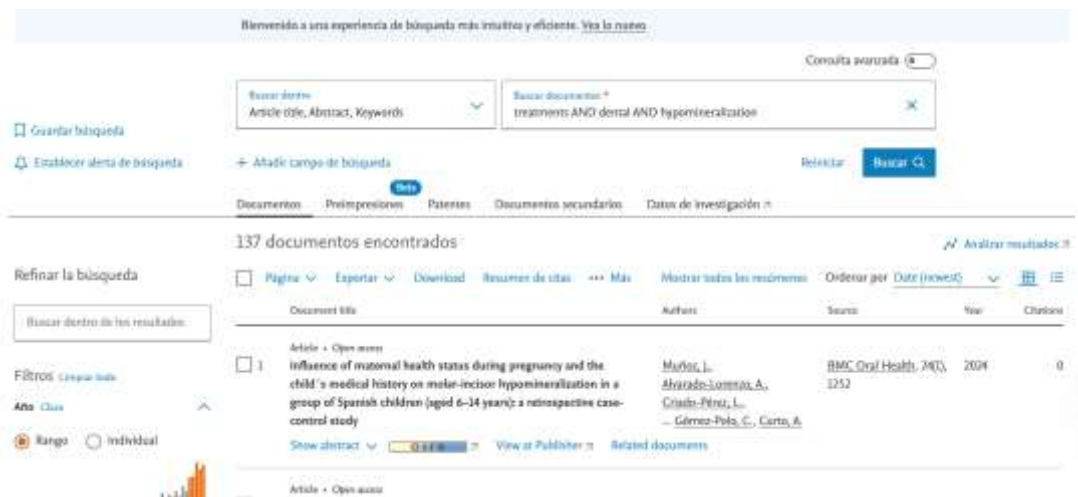 Bienvenido a una experiencia de búsqueda más intuitiva y eficiente. Vea lo nuevo
Consulta avanzada
Buscar dentro
Article title, Abstract, Keywords
Buscar documentos *
treatments AND dental AND hypomineralization
Guardar búsqueda
Establecer alerta de búsqueda
+ Añadir campo de búsqueda
Reiniciar
Buscar
Beta
Documentos Preimpresiones Patentes Documentos secundarios Datos de investigación
137 documentos encontrados
Analizar resultados
Refinar la búsqueda
Página Exportar Download Resumen de citas ••• Más Mostrar todos los resúmenes Ordenar por Date (newest)
Buscar dentro de los resultados
Document title Authors Source Year Citations
Article • Open access
1 Influence of maternal health status during pregnancy and the
child´s medical history on molar-incisor hypomineralization in a
group of Spanish children (aged 6–14 years): a retrospective case-
control study
Muñoz, L.,
Alvarado-Lorenzo, A.,
Criado-Pérez, L.,
... Gómez-Polo, C., Curto, A.
BMC Oral Health, 24(1),
1252
2024
0
Filtros
Año
Rango Individual
Show abstract View at Publisher Related documents
Article • Open access